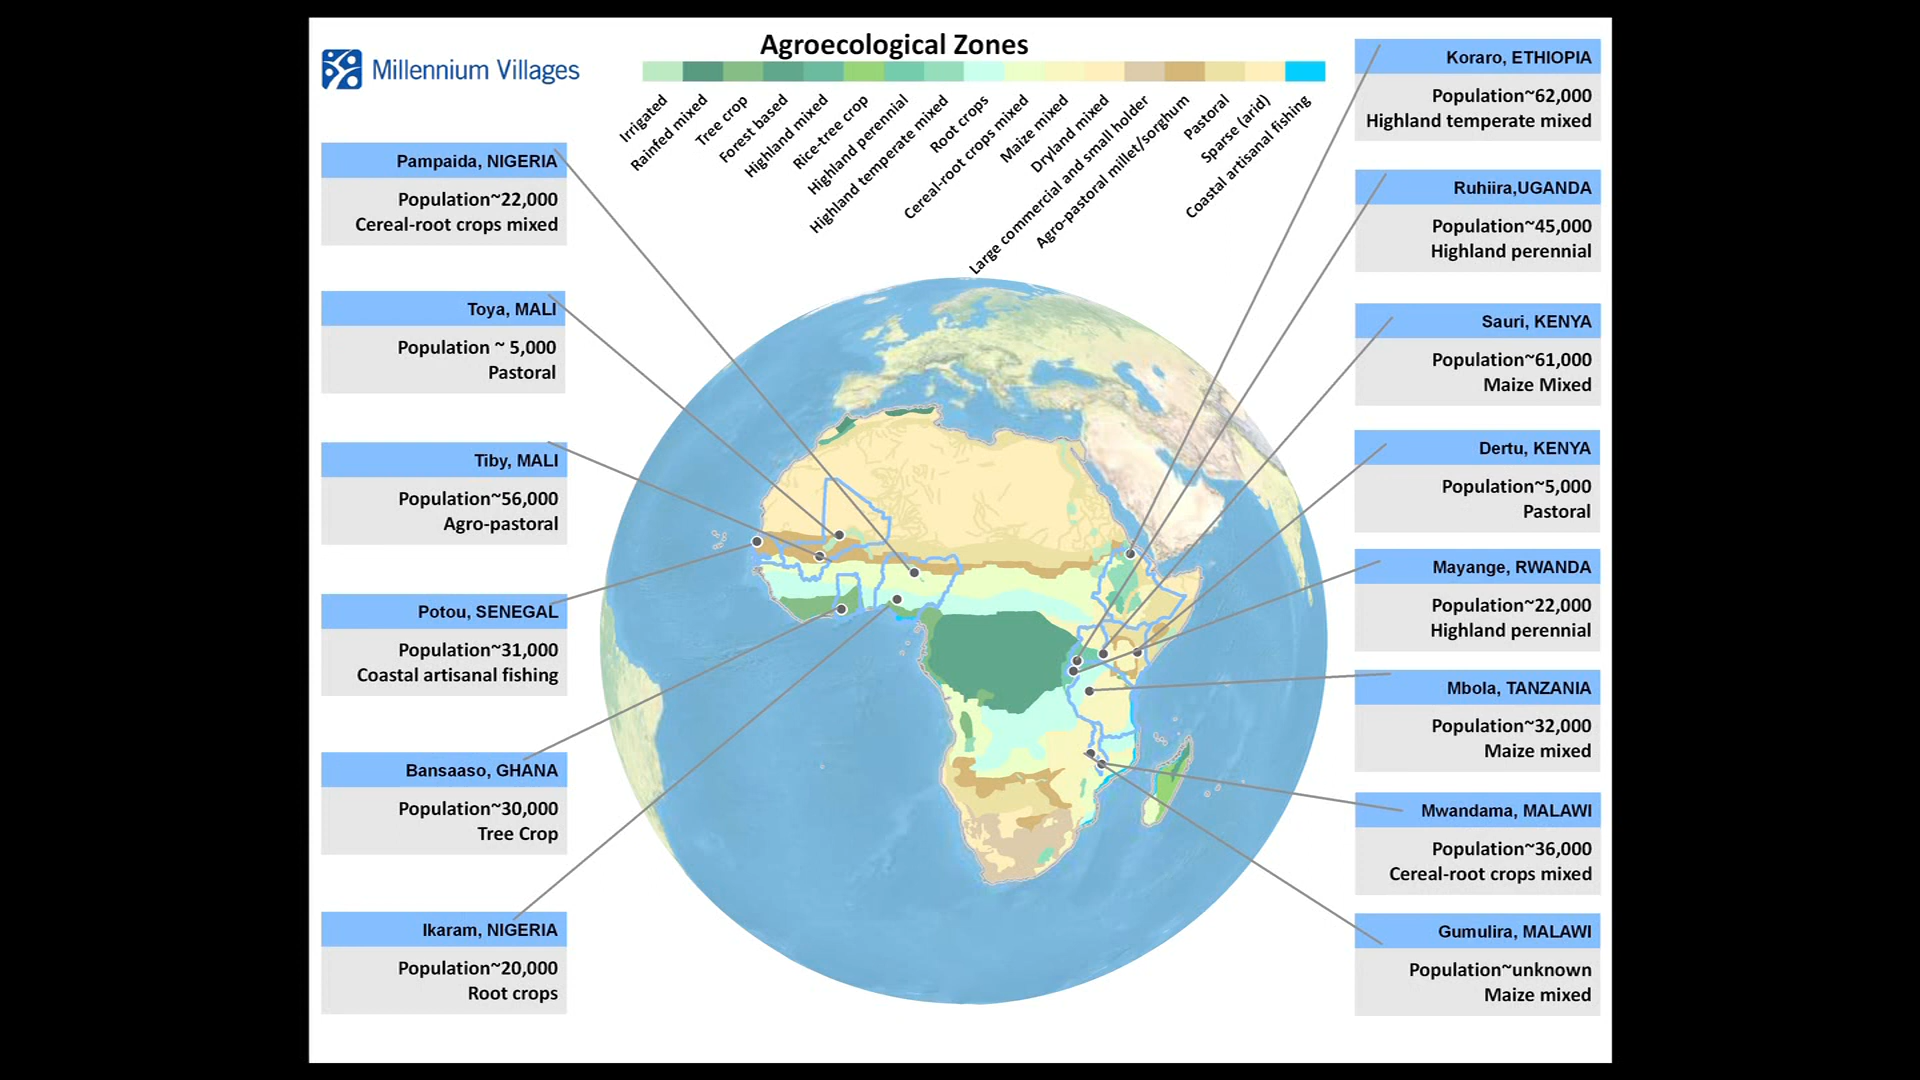 Agroecological Zones
Millennium Villages
Irrigated
Rainfed mixed
Tree crop
Forest based
Highland mixed
Rice-tree crop
Highland perennial
Highland temperate mixed
Root crops
Cereal-root crops mixed
Maize mixed
Dryland mixed
Large commercial and small holder
Agro-pastoral millet/sorghum
Pastoral
Sparse (arid)
Coastal artisanal fishing
Pampaida, NIGERIA
Population~22,000
Cereal-root crops mixed
Toya, MALI
Population ~ 5,000
Pastoral
Tiby, MALI
Population~56,000
Agro-pastoral
Potou, SENEGAL
Population~31,000
Coastal artisanal fishing
Bansaaso, GHANA
Population~30,000
Tree Crop
Ikaram, NIGERIA
Population~20,000
Root crops
Koraro, ETHIOPIA
Population~62,000
Highland temperate mixed
Ruhiira,UGANDA
Population~45,000
Highland perennial
Sauri, KENYA
Population~61,000
Maize Mixed
Dertu, KENYA
Population~5,000
Pastoral
Mayange, RWANDA
Population~22,000
Highland perennial
Mbola, TANZANIA
Population~32,000
Maize mixed
Mwandama, MALAWI
Population~36,000
Cereal-root crops mixed
Gumulira, MALAWI
Population~unknown
Maize mixed